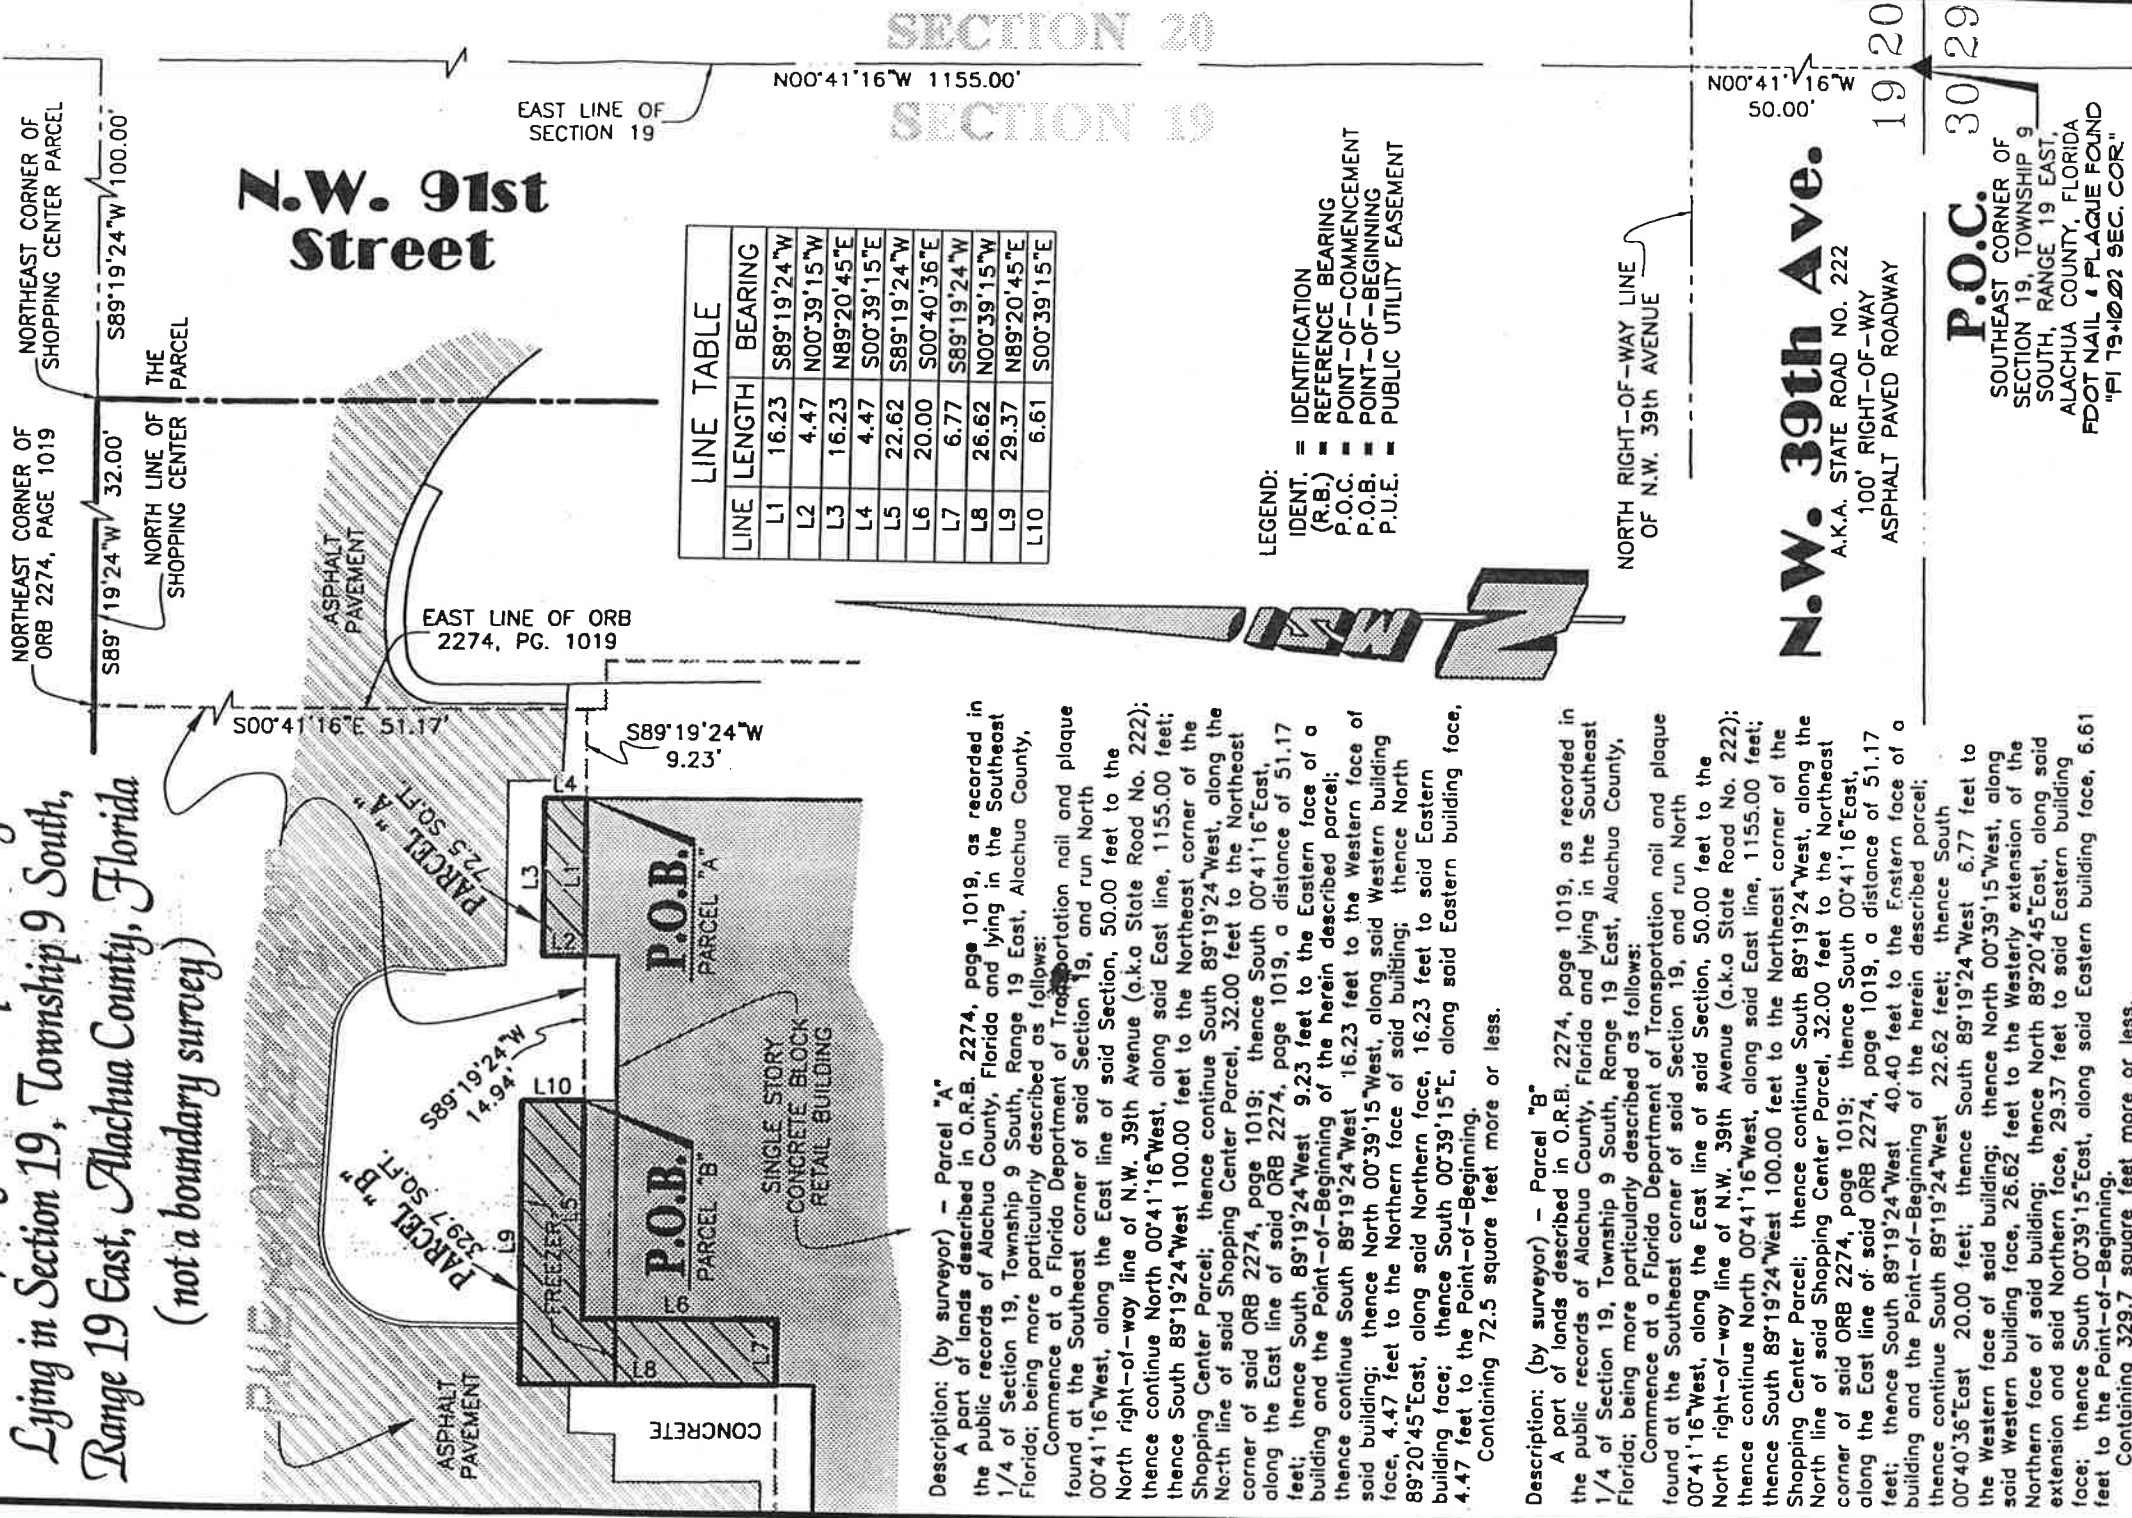 Lying in Section 19, Township 9 South,
Range 19 East, Alachua County, Florida
(not a boundary survey)
NORTHEAST CORNER OF
ORB 2274, PAGE 1019
NORTHEAST CORNER OF
SHOPPING CENTER PARCEL
S89°19'24"W 32.00'
S89°19'24"W 100.00'
NORTH LINE OF THE
SHOPPING CENTER PARCEL
N.W. 91st
Street
EAST LINE OF
SECTION 19
N00°41'16"W 1155.00'
SECTION 20
SECTION 19
S00°41'16"E 51.17'
ASPHALT
PAVEMENT
EAST LINE OF ORB
2274, PG. 1019
S89°19'24"W
9.23'
PARCEL "A"
72.5 SQ.FT.
L4
L3
L1
L2
P.O.B.
PARCEL "A"
S89°19'24"W
14.94'
PARCEL "B"
329.7 SQ.FT.
L10
L9
L5
FREEZER
L6
L8
L7
P.O.B.
PARCEL "B"
SINGLE STORY
CONCRETE BLOCK
RETAIL BUILDING
ASPHALT
PAVEMENT
CONCRETE
LINE TABLE
LINE LENGTH BEARING
L1 16.23 S89°19'24"W
L2 4.47 N00°39'15"W
L3 16.23 N89°20'45"E
L4 4.47 S00°39'15"E
L5 22.62 S89°19'24"W
L6 20.00 S00°40'36"E
L7 6.77 S89°19'24"W
L8 26.62 N00°39'15"W
L9 29.37 N89°20'45"E
L10 6.61 S00°39'15"E
LEGEND:
IDENT. = IDENTIFICATION
(R.B.) = REFERENCE BEARING
P.O.C. = POINT-OF-COMMENCEMENT
P.O.B. = POINT-OF-BEGINNING
P.U.E. = PUBLIC UTILITY EASEMENT
N
NORTH RIGHT-OF-WAY LINE
OF N.W. 39th AVENUE
N00°41'16"W
50.00'
N.W. 39th Ave.
A.K.A. STATE ROAD NO. 222
100' RIGHT-OF-WAY
ASPHALT PAVED ROADWAY
19 20
30 29
P.O.C.
SOUTHEAST CORNER OF
SECTION 19, TOWNSHIP 9
SOUTH, RANGE 19 EAST,
ALACHUA COUNTY, FLORIDA
FDOT NAIL & PLAQUE FOUND
"PI 79+10.02 SEC. COR."
Description: (by surveyor) - Parcel "A"
A part of lands described in O.R.B. 2274, page 1019, as recorded in
the public records of Alachua County, Florida and lying in the Southeast
1/4 of Section 19, Township 9 South, Range 19 East, Alachua County,
Florida; being more particularly described as follows:
Commence at a Florida Department of Transportation nail and plaque
found at the Southeast corner of said Section 19, and run North
00°41'16"West, along the East line of said Section, 50.00 feet to the
North right-of-way line of N.W. 39th Avenue (a.k.a State Road No. 222);
thence continue North 00°41'16"West, along said East line, 1155.00 feet;
thence South 89°19'24"West 100.00 feet to the Northeast corner of the
Shopping Center Parcel; thence continue South 89°19'24"West, along the
North line of said Shopping Center Parcel, 32.00 feet to the Northeast
corner of said ORB 2274, page 1019; thence South 00°41'16"East,
along the East line of said ORB 2274, page 1019, a distance of 51.17
feet; thence South 89°19'24"West 9.23 feet to the Eastern face of a
building and the Point-of-Beginning of the herein described parcel;
thence continue South 89°19'24"West 16.23 feet to the Western face of
said building; thence North 00°39'15"West, along said Western building
face, 4.47 feet to the Northern face of said building; thence North
89°20'45"East, along said Northern face, 16.23 feet to said Eastern
building face; thence South 00°39'15"E, along said Eastern building face,
4.47 feet to the Point-of-Beginning.
Containing 72.5 square feet more or less.
Description: (by surveyor) - Parcel "B"
A part of lands described in O.R.B. 2274, page 1019, as recorded in
the public records of Alachua County, Florida and lying in the Southeast
1/4 of Section 19, Township 9 South, Range 19 East, Alachua County,
Florida; being more particularly described as follows:
Commence at a Florida Department of Transportation nail and plaque
found at the Southeast corner of said Section 19, and run North
00°41'16"West, along the East line of said Section, 50.00 feet to the
North right-of-way line of N.W. 39th Avenue (a.k.a State Road No. 222);
thence continue North 00°41'16"West, along said East line, 1155.00 feet;
thence South 89°19'24"West 100.00 feet to the Northeast corner of the
Shopping Center Parcel; thence continue South 89°19'24"West, along the
North line of said Shopping Center Parcel, 32.00 feet to the Northeast
corner of said ORB 2274, page 1019; thence South 00°41'16"East,
along the East line of said ORB 2274, page 1019, a distance of 51.17
feet; thence South 89°19'24"West 40.40 feet to the Eastern face of a
building and the Point-of-Beginning of the herein described parcel;
thence continue South 89°19'24"West 22.62 feet; thence South
00°40'36"East 20.00 feet; thence South 89°19'24"West 6.77 feet to
the Western face of said building; thence North 00°39'15"West, along
said Western building face, 26.62 feet to the Westerly extension of the
Northern face of said building; thence North 89°20'45"East, along said
extension and said Northern face, 29.37 feet to said Eastern building
face; thence South 00°39'15"East, along said Eastern building face, 6.61
feet to the Point-of-Beginning.
Containing 329.7 square feet more or less.